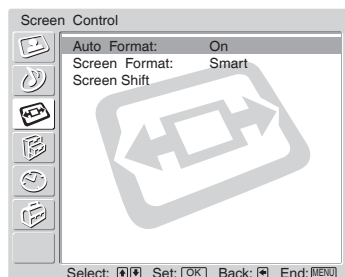 Screen Control
Auto Format: On
Screen Format: Smart
Screen Shift
Select: Set: OK Back: End: MENU